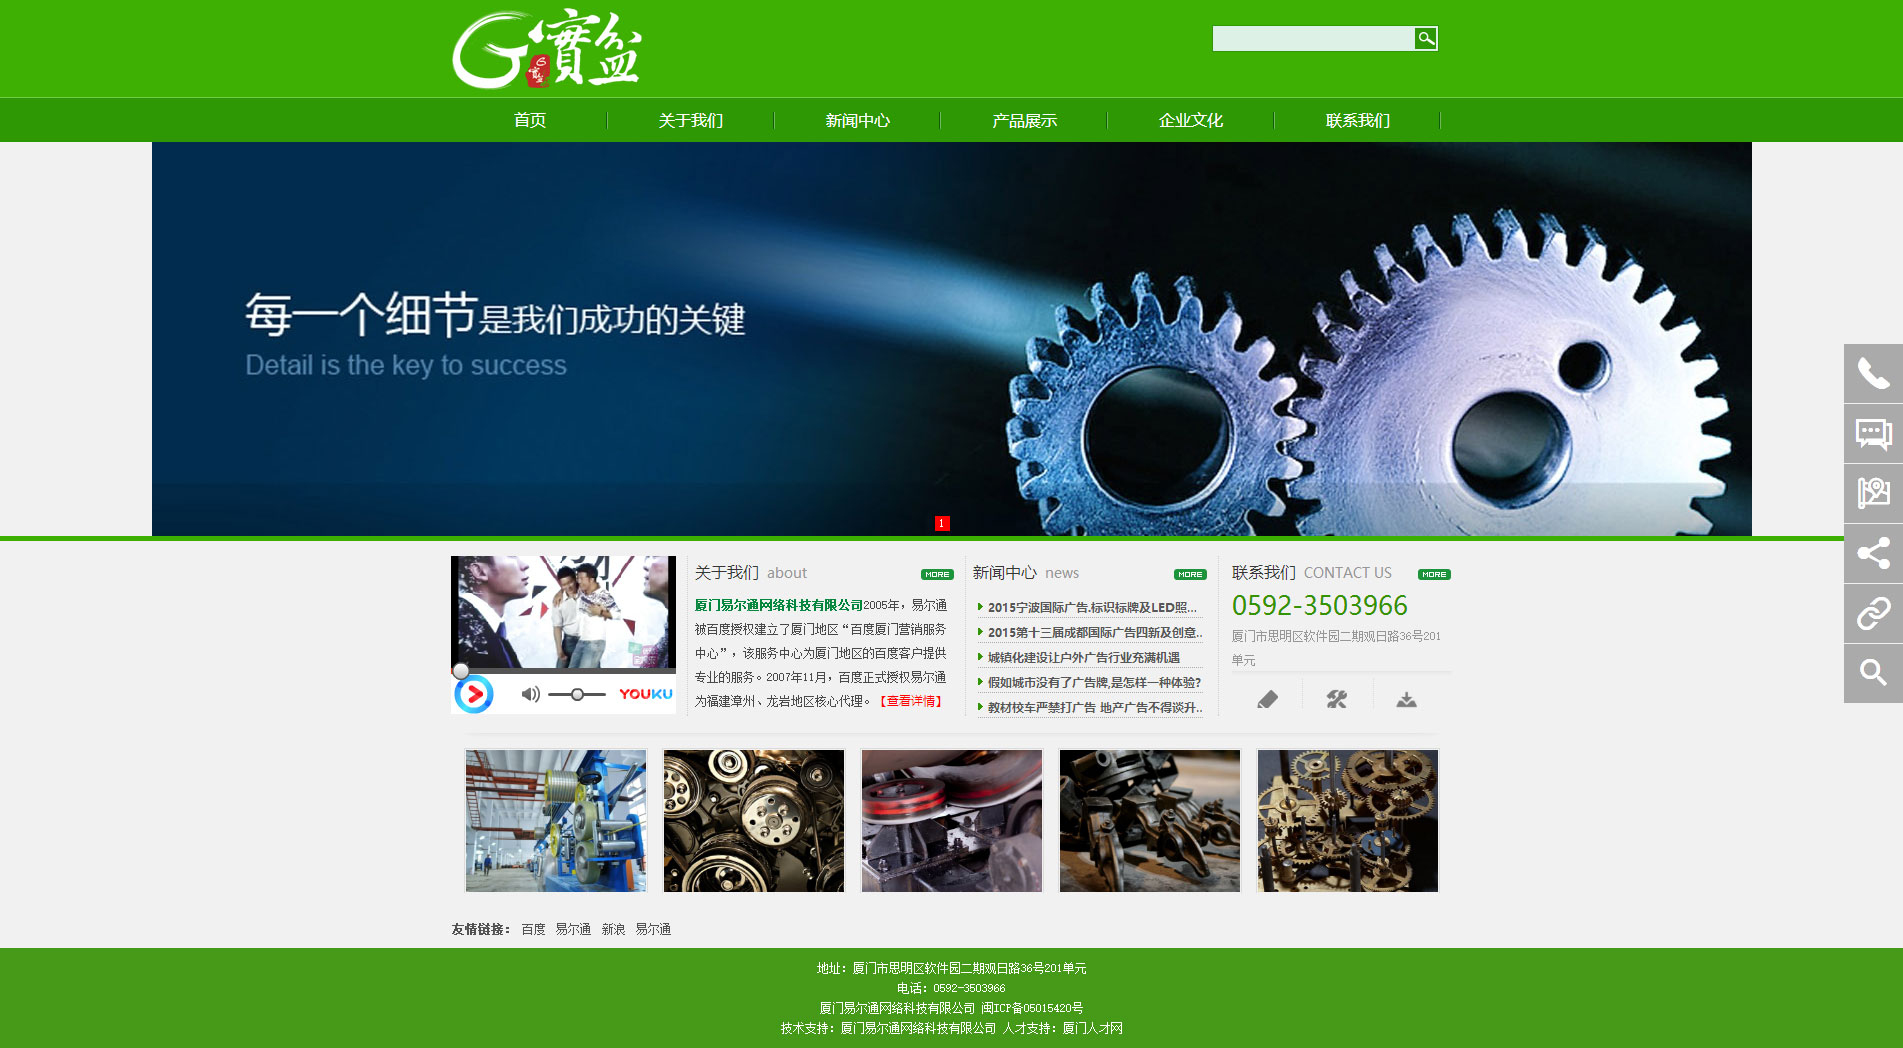 G 實盆
首页 关于我们 新闻中心 产品展示 企业文化 联系我们
每一个细节是我们成功的关键
Detail is the key to success
1
关于我们 about MORE
厦门易尔通网络科技有限公司2005年，易尔通
被百度授权建立了厦门地区“百度厦门营销服务
中心”，该服务中心为厦门地区的百度客户提供
专业的服务。2007年11月，百度正式授权易尔通
为福建漳州、龙岩地区核心代理。【查看详情】
YOUKU
新闻中心 news MORE
2015宁波国际广告.标识标牌及LED照...
2015第十三届成都国际广告四新及创意..
城镇化建设让户外广告行业充满机遇
假如城市没有了广告牌,是怎样一种体验?
教材校车严禁打广告 地产广告不得谈升..
联系我们 CONTACT US MORE
0592-3503966
厦门市思明区软件园二期观日路36号201
单元
友情链接： 百度 易尔通 新浪 易尔通
地址：厦门市思明区软件园二期观日路36号201单元
电话：0592-3503966
厦门易尔通网络科技有限公司 闽ICP备05015420号
技术支持：厦门易尔通网络科技有限公司 人才支持：厦门人才网